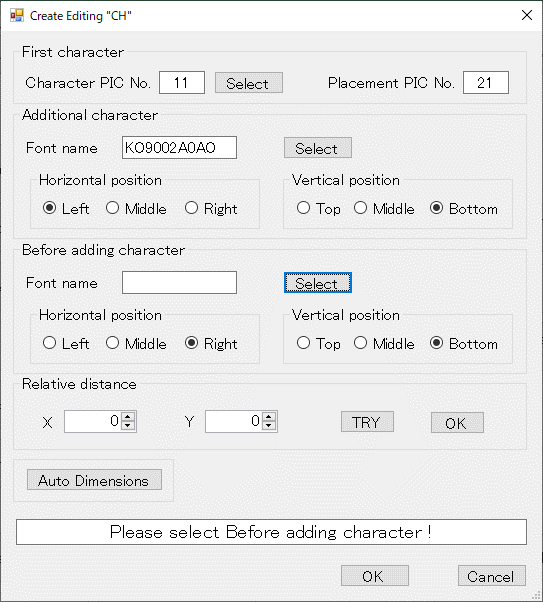 Create Editing "CH"
First character
Character PIC No. 11 Select Placement PIC No. 21
Additional character
Font name KO9002A0AO Select
Horizontal position Vertical position
Left Middle Right Top Middle Bottom
Before adding character
Font name Select
Horizontal position Vertical position
Left Middle Right Top Middle Bottom
Relative distance
X 0 Y 0 TRY OK
Auto Dimensions
Please select Before adding character !
OK Cancel